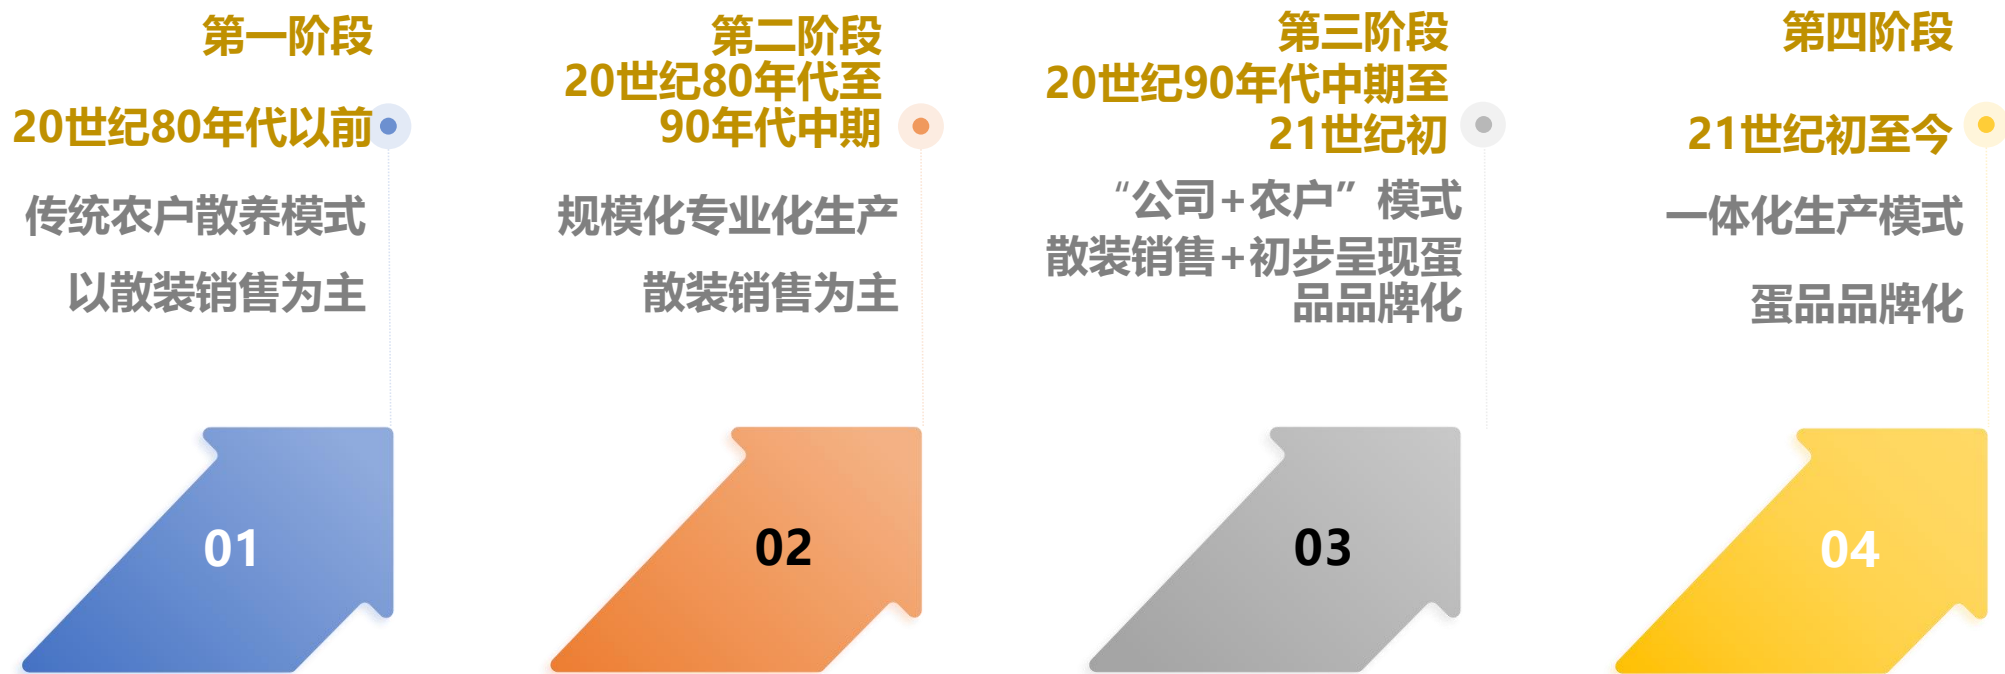 第一阶段
20世纪80年代以前
传统农户散养模式
以散装销售为主
01
第二阶段
20世纪80年代至
90年代中期
规模化专业化生产
散装销售为主
02
第三阶段
20世纪90年代中期至
21世纪初
“公司+农户”模式
散装销售+初步呈现蛋
品品牌化
03
第四阶段
21世纪初至今
一体化生产模式
蛋品品牌化
04